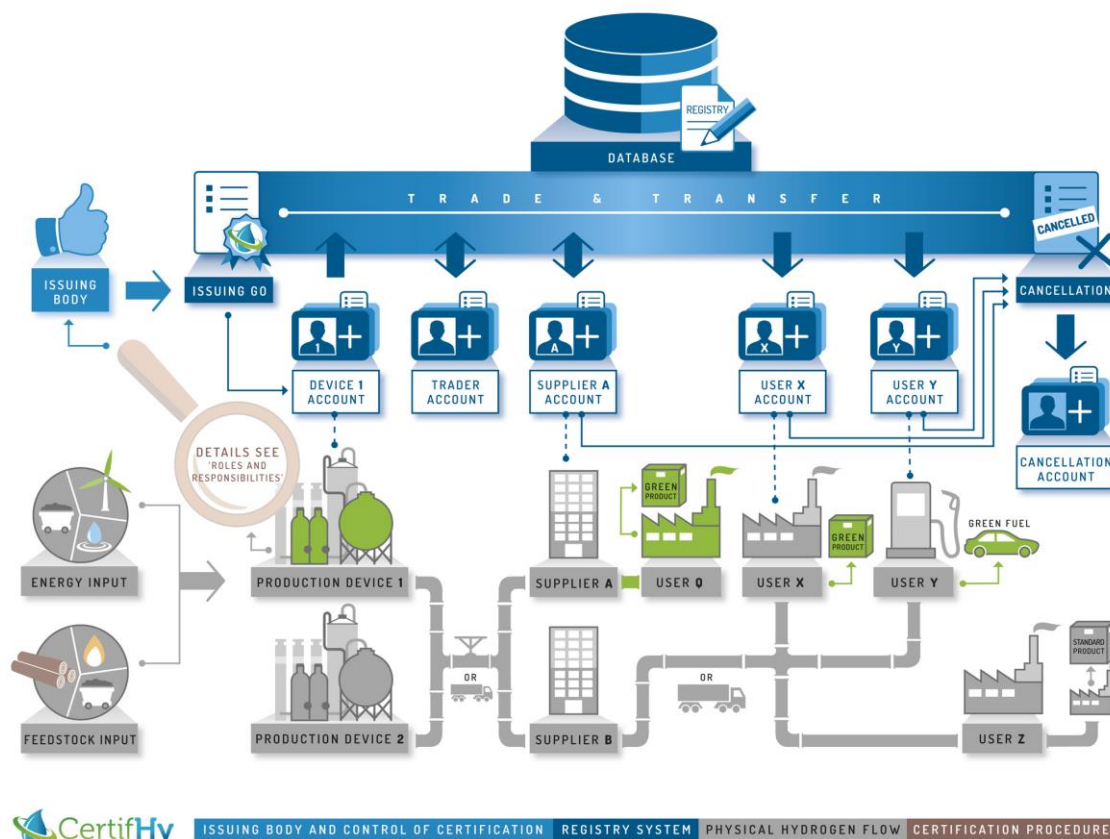 REGISTRY
DATABASE
TRADE & TRANSFER
CANCELLED
ISSUING
BODY
ISSUING GO
CANCELLATION
1
A
X
Y
DEVICE 1
ACCOUNT
TRADER
ACCOUNT
SUPPLIER A
ACCOUNT
USER X
ACCOUNT
USER Y
ACCOUNT
CANCELLATION
ACCOUNT
DETAILS SEE
'ROLES AND
RESPONSIBILITIES'
GREEN
PRODUCT
GREEN
PRODUCT
GREEN FUEL
ENERGY INPUT
PRODUCTION DEVICE 1
SUPPLIER A
USER Q
USER X
USER Y
STANDARD
PRODUCT
OR
OR
FEEDSTOCK INPUT
PRODUCTION DEVICE 2
SUPPLIER B
USER Z
CertifHy
ISSUING BODY AND CONTROL OF CERTIFICATION
REGISTRY SYSTEM
PHYSICAL HYDROGEN FLOW
CERTIFICATION PROCEDURE